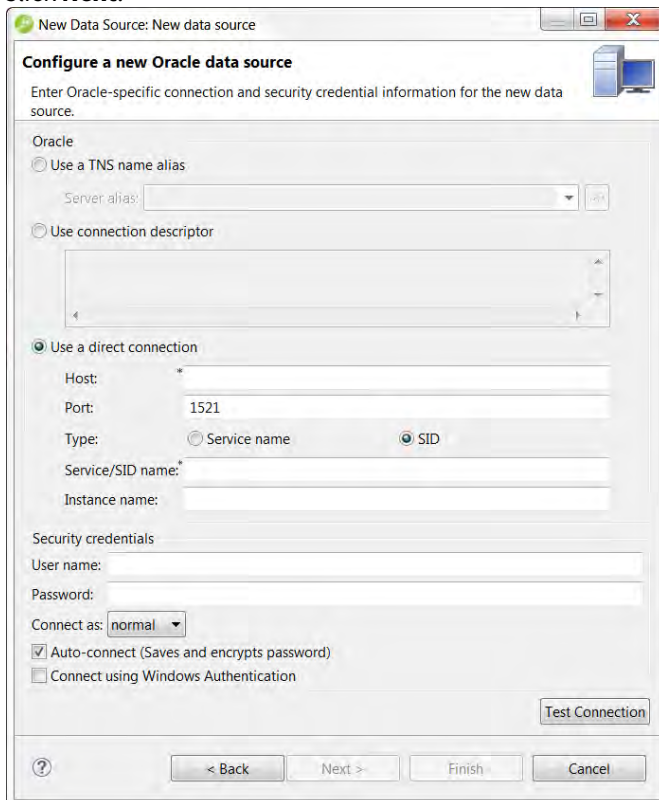 New Data Source: New data source
Configure a new Oracle data source
Enter Oracle-specific connection and security credential information for the new data
source.
Oracle
Use a TNS name alias
Server alias:
Use connection descriptor
Use a direct connection
Host: *
Port: 1521
Type: Service name SID
Service/SID name:*
Instance name:
Security credentials
User name:
Password:
Connect as: normal
Auto-connect (Saves and encrypts password)
Connect using Windows Authentication
Test Connection
? < Back Next > Finish Cancel